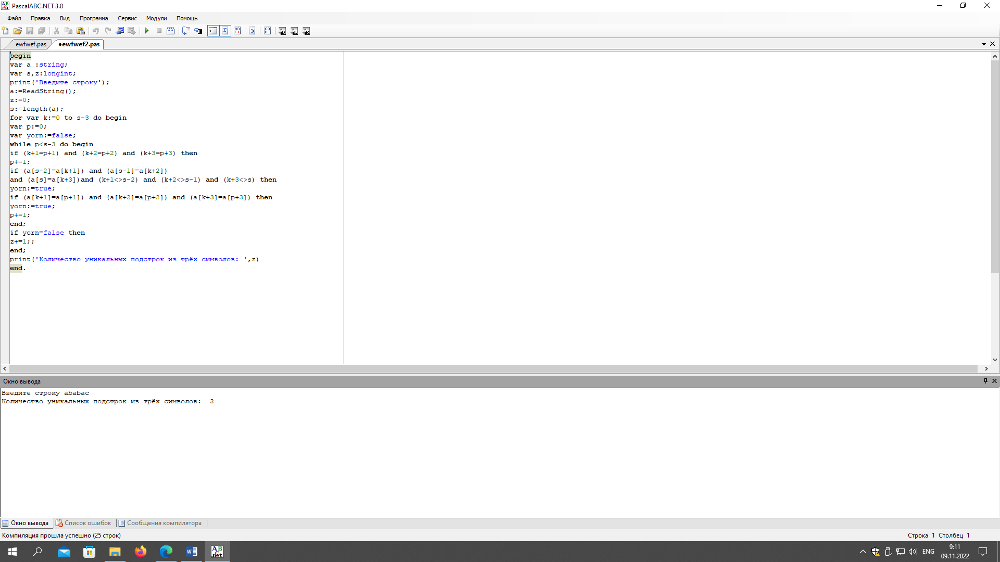 PascalABC.NET 3.8
Файл Правка Вид Программа Сервис Модули Помощь
ewfwef.pas •ewfwef2.pas
begin
var a :string;
var s,z:longint;
print('Введите строку');
a:=ReadString();
z:=0;
s:=length(a);
for var k:=0 to s-3 do begin
var p:=0;
var yorn:=false;
while p<s-3 do begin
if (k+1=p+1) and (k+2=p+2) and (k+3=p+3) then
p+=1;
if (a[s-2]=a[k+1]) and (a[s-1]=a[k+2])
and (a[s]=a[k+3])and (k+1<>s-2) and (k+2<>s-1) and (k+3<>s) then
yorn:=true;
if (a[k+1]=a[p+1]) and (a[k+2]=a[p+2]) and (a[k+3]=a[p+3]) then
yorn:=true;
p+=1;
end;
if yorn=false then
z+=1;;
end;
print('Количество уникальных подстрок из трёх символов: ',z)
end.
Окно вывода
Введите строку ababac
Количество уникальных подстрок из трёх символов:  2
Окно вывода Список ошибок Сообщения компилятора
Компиляция прошла успешно (25 строк) Строка 1 Столбец 1
ENG 9:11
09.11.2022